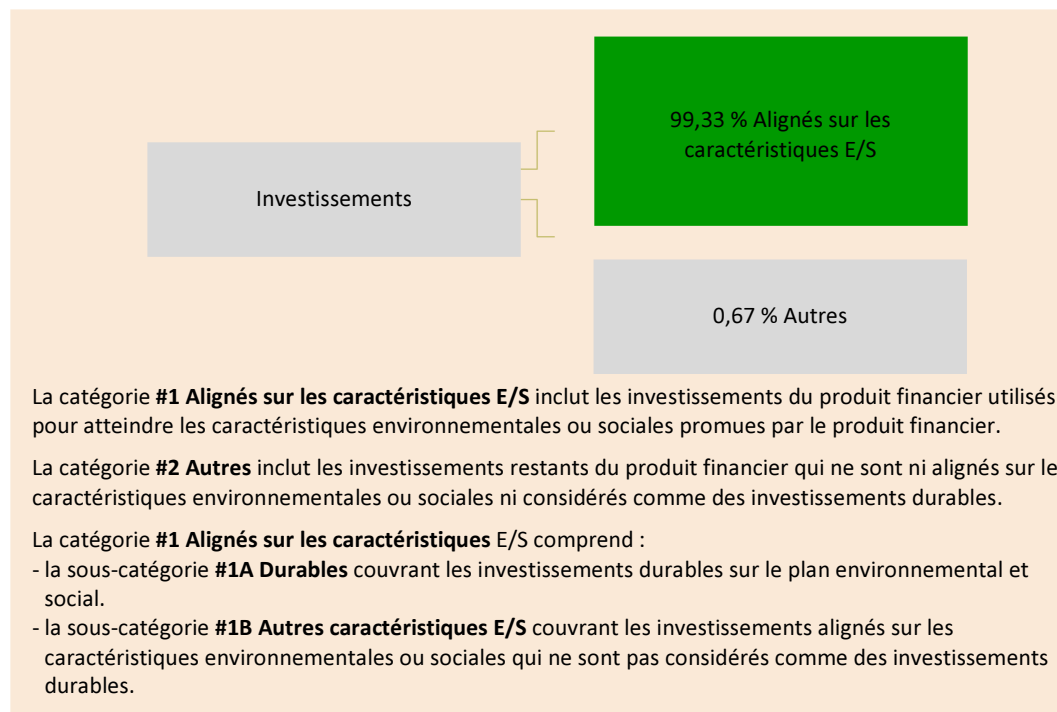 99,33 % Alignés sur les
caractéristiques E/S
Investissements
0,67 % Autres
La catégorie #1 Alignés sur les caractéristiques E/S inclut les investissements du produit financier utilisés
pour atteindre les caractéristiques environnementales ou sociales promues par le produit financier.
La catégorie #2 Autres inclut les investissements restants du produit financier qui ne sont ni alignés sur le
caractéristiques environnementales ou sociales ni considérés comme des investissements durables.
La catégorie #1 Alignés sur les caractéristiques E/S comprend :
- la sous-catégorie #1A Durables couvrant les investissements durables sur le plan environnemental et
social.
- la sous-catégorie #1B Autres caractéristiques E/S couvrant les investissements alignés sur les
caractéristiques environnementales ou sociales qui ne sont pas considérés comme des investissements
durables.